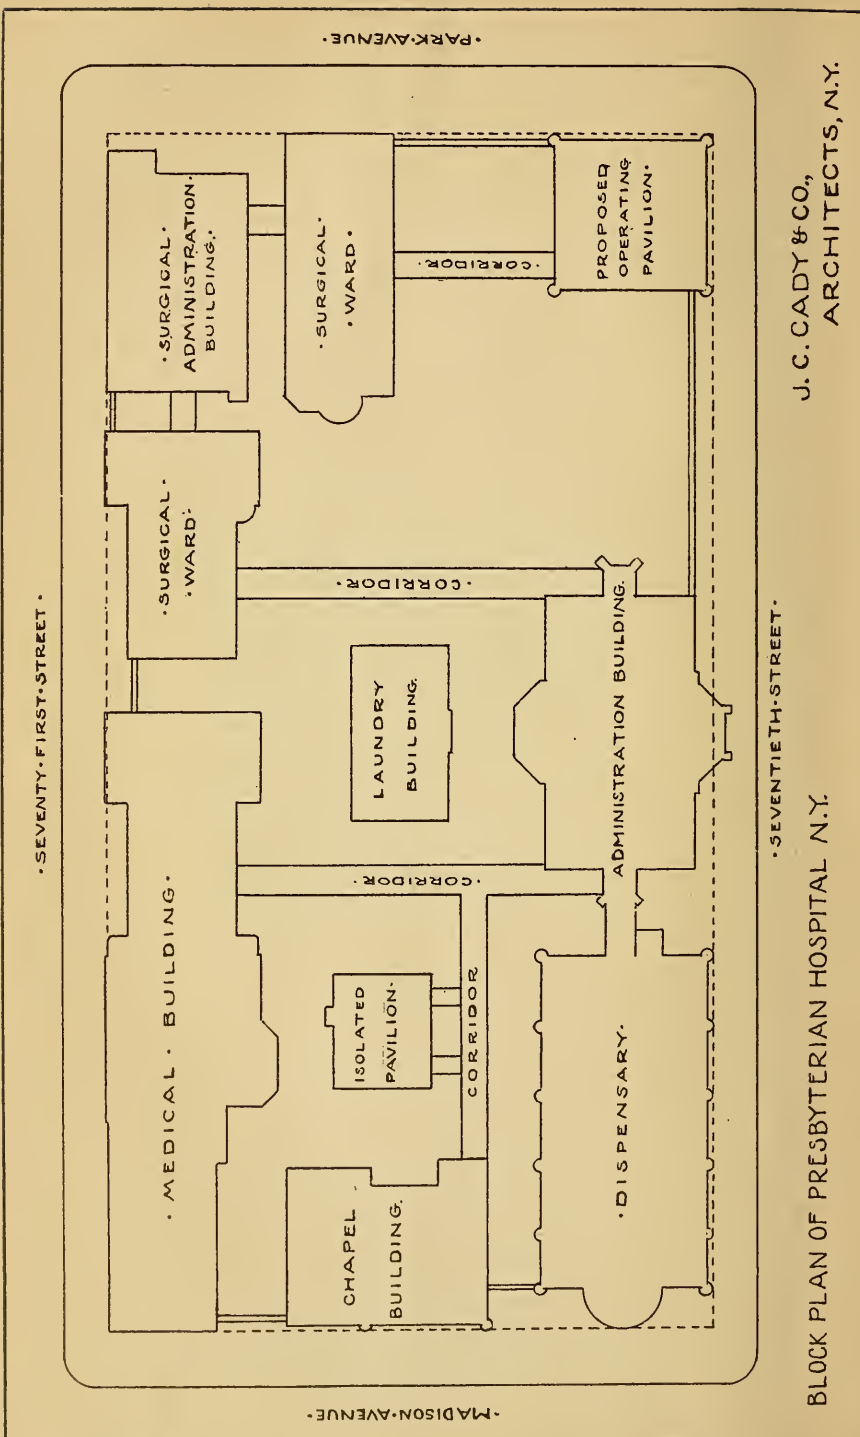 ·SEVENTY·FIRST·STREET·
·PARK·AVENUE·
·MADISON·AVENUE·
·SEVENTIETH·STREET·
·MEDICAL·BUILDING·
·SURGICAL·
·WARD·
·SURGICAL·
ADMINISTRATION·
BUILDING.·
·SURGICAL·
·WARD·
·CORRIDOR·
PROPOSED
OPERATING
PAVILION·
·CORRIDOR·
LAUNDRY
BUILDING.
·CORRIDOR·
ISOLATED
PAVILION·
CORRIDOR
CHAPEL
BUILDING.
·DISPENSARY·
ADMINISTRATION BUILDING.
BLOCK PLAN OF PRESBYTERIAN HOSPITAL N.Y.
J. C. CADY & CO.,
ARCHITECTS, N.Y.